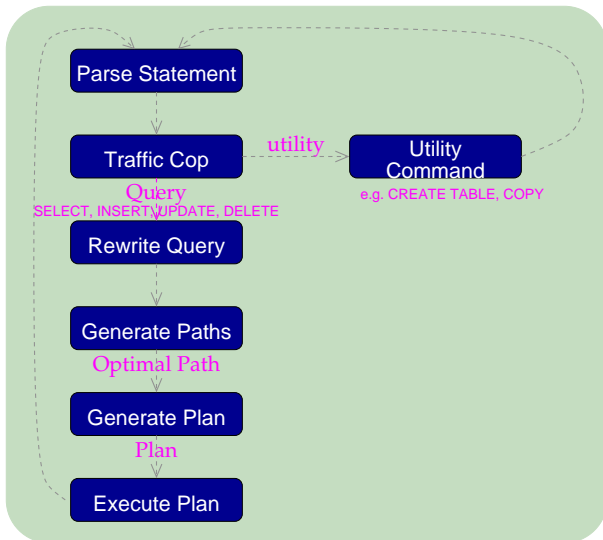 Parse Statement
Traffic Cop
utility
Utility
Command
Query
SELECT, INSERT, UPDATE, DELETE
e.g. CREATE TABLE, COPY
Rewrite Query
Generate Paths
Optimal Path
Generate Plan
Plan
Execute Plan